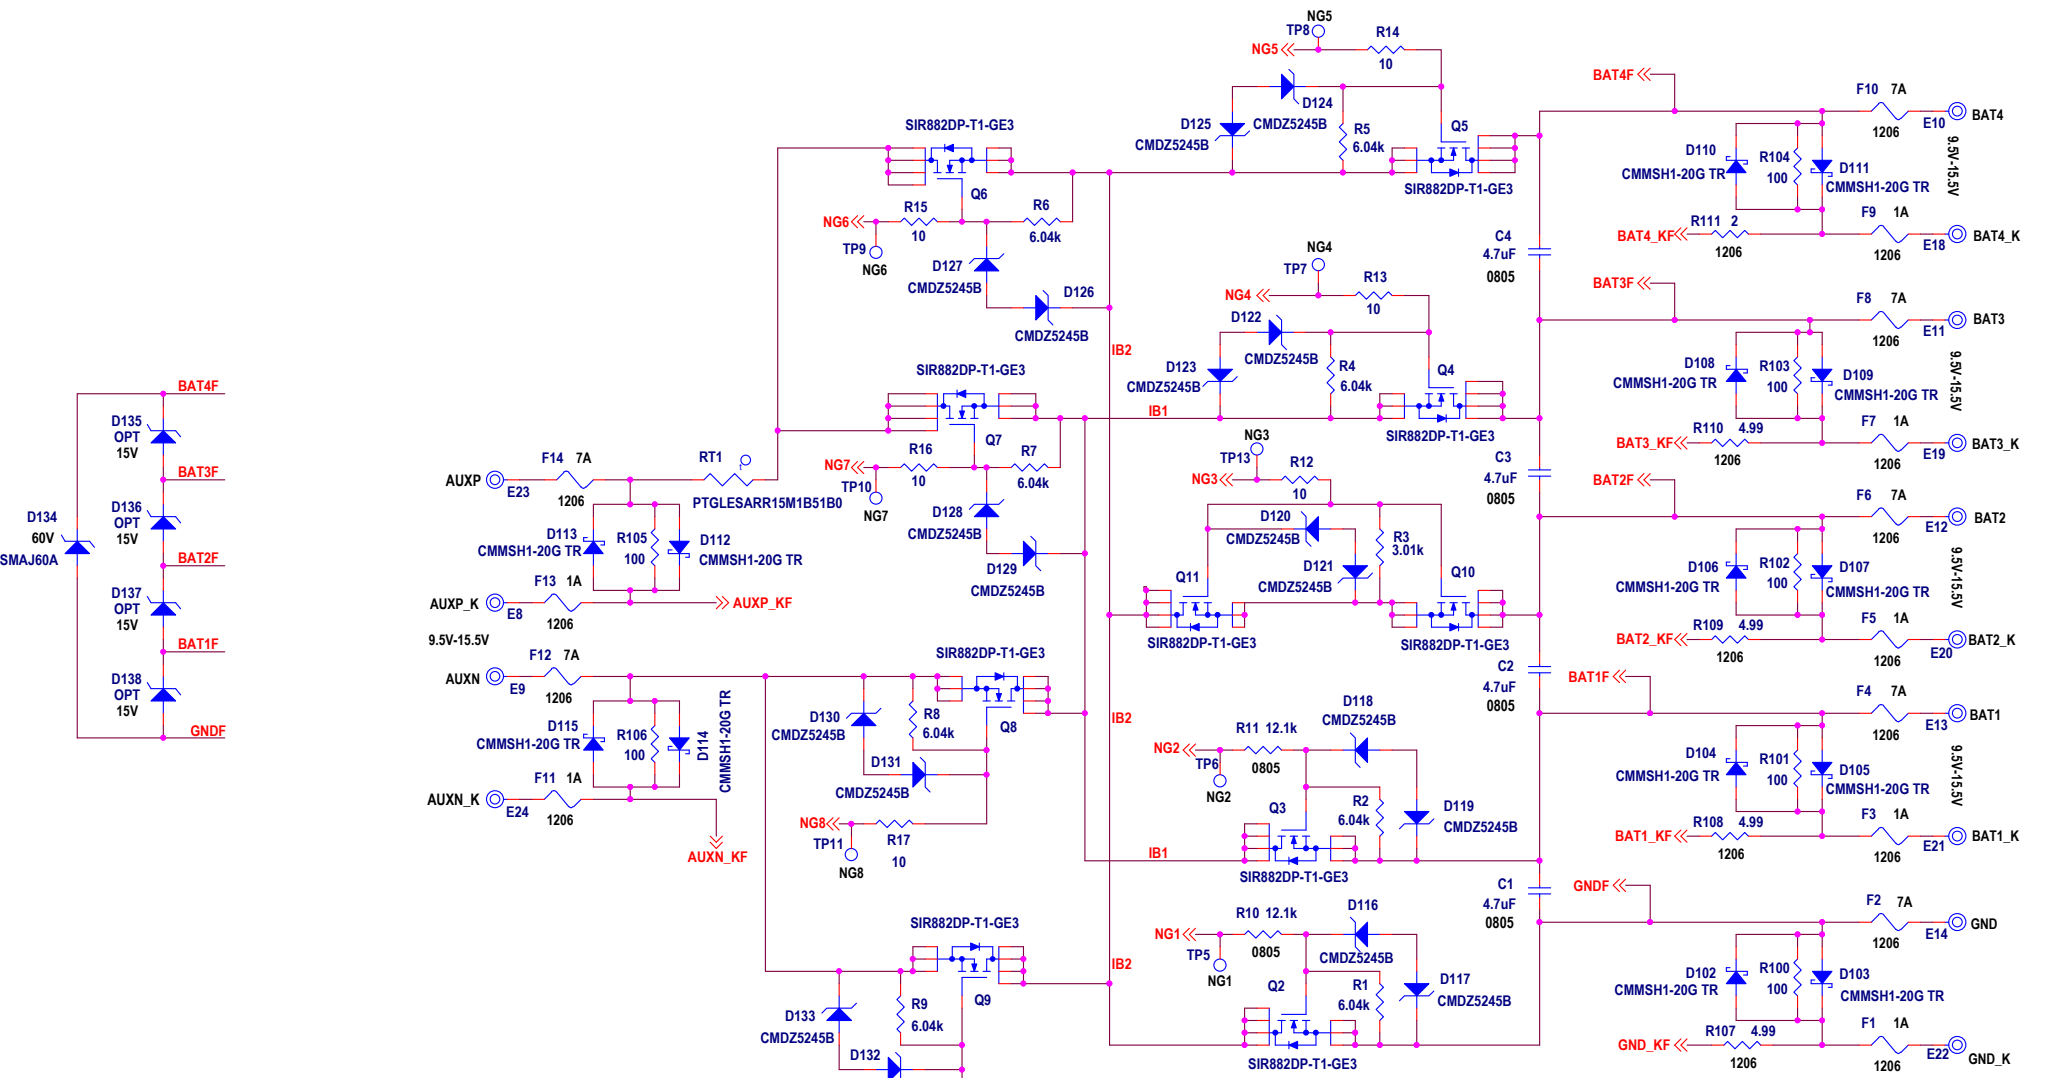 BAT4F
D135
OPT
15V
BAT3F
D136
OPT
15V
D134
60V
SMAJ60A
BAT2F
D137
OPT
15V
BAT1F
D138
OPT
15V
GNDF
AUXP
E23
F14 7A
1206
RT1
t
PTGLESARR15M1B51B0
D113
CMMSH1-20G TR
R105
100
D112
CMMSH1-20G TR
F13 1A
AUXP_K
E8
1206
AUXP_KF
9.5V-15.5V
F12 7A
AUXN
E9
1206
D115
CMMSH1-20G TR
R106
100
D114
CMMSH1-20G TR
F11 1A
AUXN_K
E24
1206
AUXN_KF
SIR882DP-T1-GE3
Q6
NG6
R15
10
R6
6.04k
TP9
NG6
D127
CMDZ5245B
D126
CMDZ5245B
IB2
SIR882DP-T1-GE3
Q7
NG7
R16
10
R7
6.04k
TP10
NG7
D128
CMDZ5245B
D129
CMDZ5245B
SIR882DP-T1-GE3
Q8
D130
CMDZ5245B
R8
6.04k
D131
CMDZ5245B
NG8
TP11
NG8
R17
10
SIR882DP-T1-GE3
Q9
D133
CMDZ5245B
R9
6.04k
D132
NG5
TP8
NG5
R14
10
D124
CMDZ5245B
D125
CMDZ5245B
R5
6.04k
Q5
SIR882DP-T1-GE3
NG4
TP7
NG4
R13
10
D122
CMDZ5245B
D123
CMDZ5245B
R4
6.04k
Q4
SIR882DP-T1-GE3
IB1
NG3
TP13
NG3
R12
10
D120
CMDZ5245B
D121
CMDZ5245B
R3
3.01k
Q11
SIR882DP-T1-GE3
Q10
SIR882DP-T1-GE3
IB2
NG2
TP6
NG2
R11 12.1k
0805
D118
CMDZ5245B
D119
CMDZ5245B
R2
6.04k
Q3
SIR882DP-T1-GE3
IB1
NG1
TP5
NG1
R10 12.1k
0805
D116
CMDZ5245B
D117
CMDZ5245B
R1
6.04k
Q2
SIR882DP-T1-GE3
IB2
C4
4.7uF
0805
C3
4.7uF
0805
C2
4.7uF
0805
C1
4.7uF
0805
BAT4F
F10 7A
1206
E10
BAT4
D110
CMMSH1-20G TR
R104
100
D111
CMMSH1-20G TR
9.5V-15.5V
F9 1A
R111 2
1206
BAT4_KF
1206
E18
BAT4_K
BAT3F
F8 7A
1206
E11
BAT3
D108
CMMSH1-20G TR
R103
100
D109
CMMSH1-20G TR
9.5V-15.5V
F7 1A
R110 4.99
1206
BAT3_KF
1206
E19
BAT3_K
BAT2F
F6 7A
1206
E12
BAT2
D106
CMMSH1-20G TR
R102
100
D107
CMMSH1-20G TR
9.5V-15.5V
F5 1A
R109 4.99
1206
BAT2_KF
1206
E20
BAT2_K
BAT1F
F4 7A
1206
E13
BAT1
D104
CMMSH1-20G TR
R101
100
D105
CMMSH1-20G TR
9.5V-15.5V
F3 1A
R108 4.99
1206
BAT1_KF
1206
E21
BAT1_K
GNDF
F2 7A
1206
E14
GND
D102
CMMSH1-20G TR
R100
100
D103
CMMSH1-20G TR
F1 1A
R107 4.99
1206
GND_KF
1206
E22
GND_K